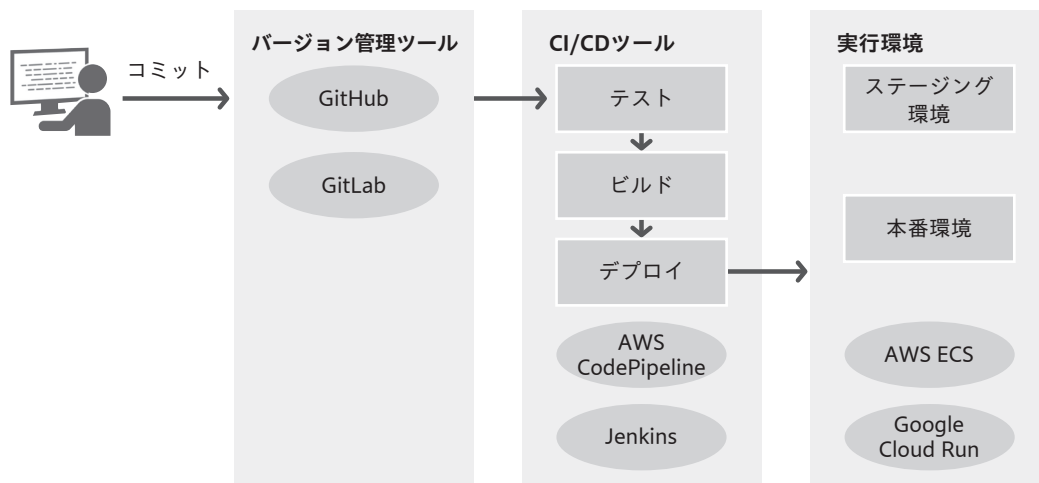 コミット
バージョン管理ツール
GitHub
GitLab
CI/CDツール
テスト
ビルド
デプロイ
AWS
CodePipeline
Jenkins
実行環境
ステージング
環境
本番環境
AWS ECS
Google
Cloud Run